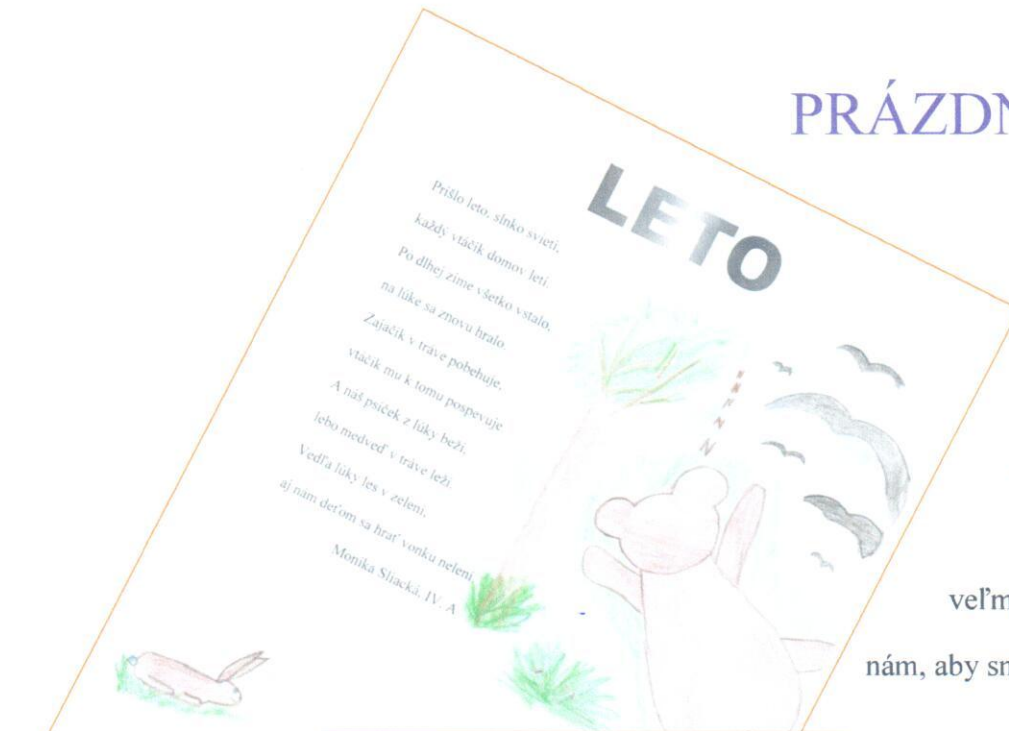 PRÁZDN
LETO
Prišlo leto, slnko svieti,
každý vtáčik domov letí.
Po dlhej zime všetko vstalo,
na lúke sa znovu hralo.
Zajačik v tráve pobehuje,
vtáčik mu k tomu pospevuje
A náš psíček z lúky beží,
lebo medveď v tráve leží.
Vedľa lúky les v zelení,
aj nám deťom sa hrať vonku nelení.
Monika Sliacká, IV. A
N N N N N
veľm
nám, aby sn